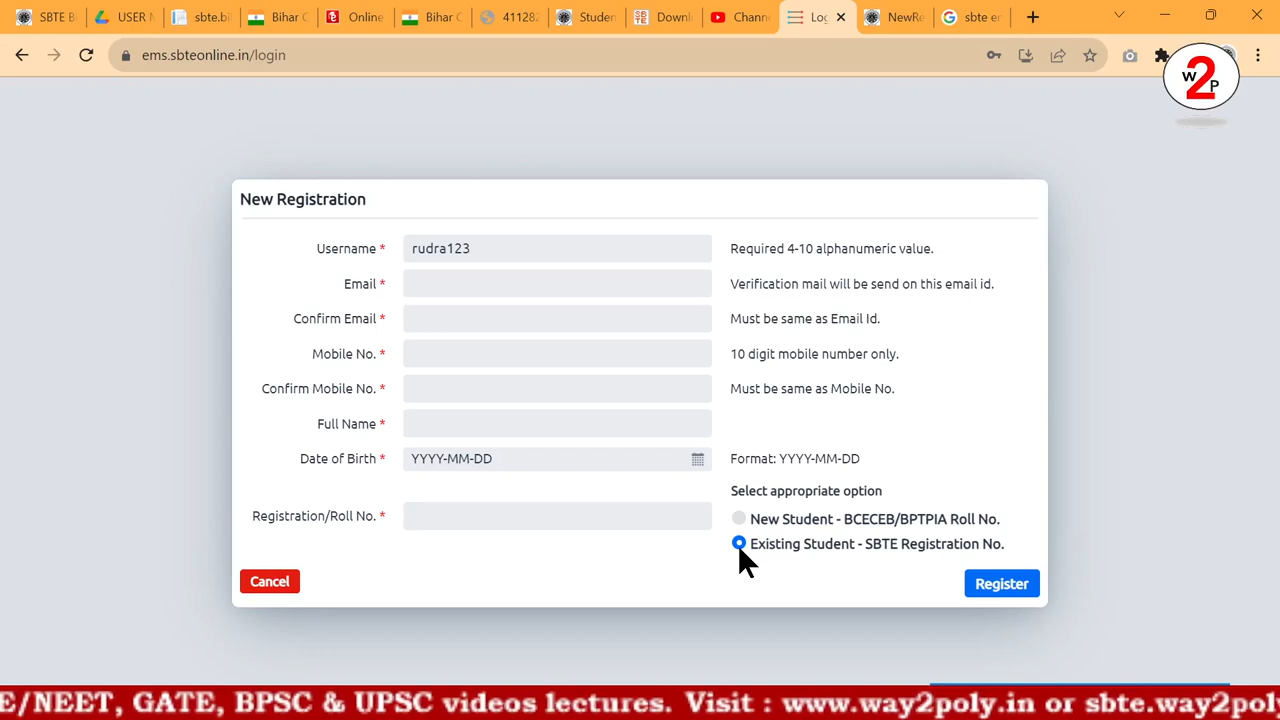 SBTE B
USER M
sbte.bi
Bihar C
Online
Bihar C
41128
Studen
Downl
Chann
Log
NewRe
sbte er
ems.sbteonline.in/login
W2P
New Registration
Username * rudra123 Required 4-10 alphanumeric value.
Email * Verification mail will be send on this email id.
Confirm Email * Must be same as Email Id.
Mobile No. * 10 digit mobile number only.
Confirm Mobile No. * Must be same as Mobile No.
Full Name *
Date of Birth * YYYY-MM-DD Format: YYYY-MM-DD
Select appropriate option
Registration/Roll No. * New Student - BCECEB/BPTPIA Roll No.
Existing Student - SBTE Registration No.
Cancel Register
E/NEET, GATE, BPSC & UPSC videos lectures. Visit : www.way2poly.in or sbte.way2pol